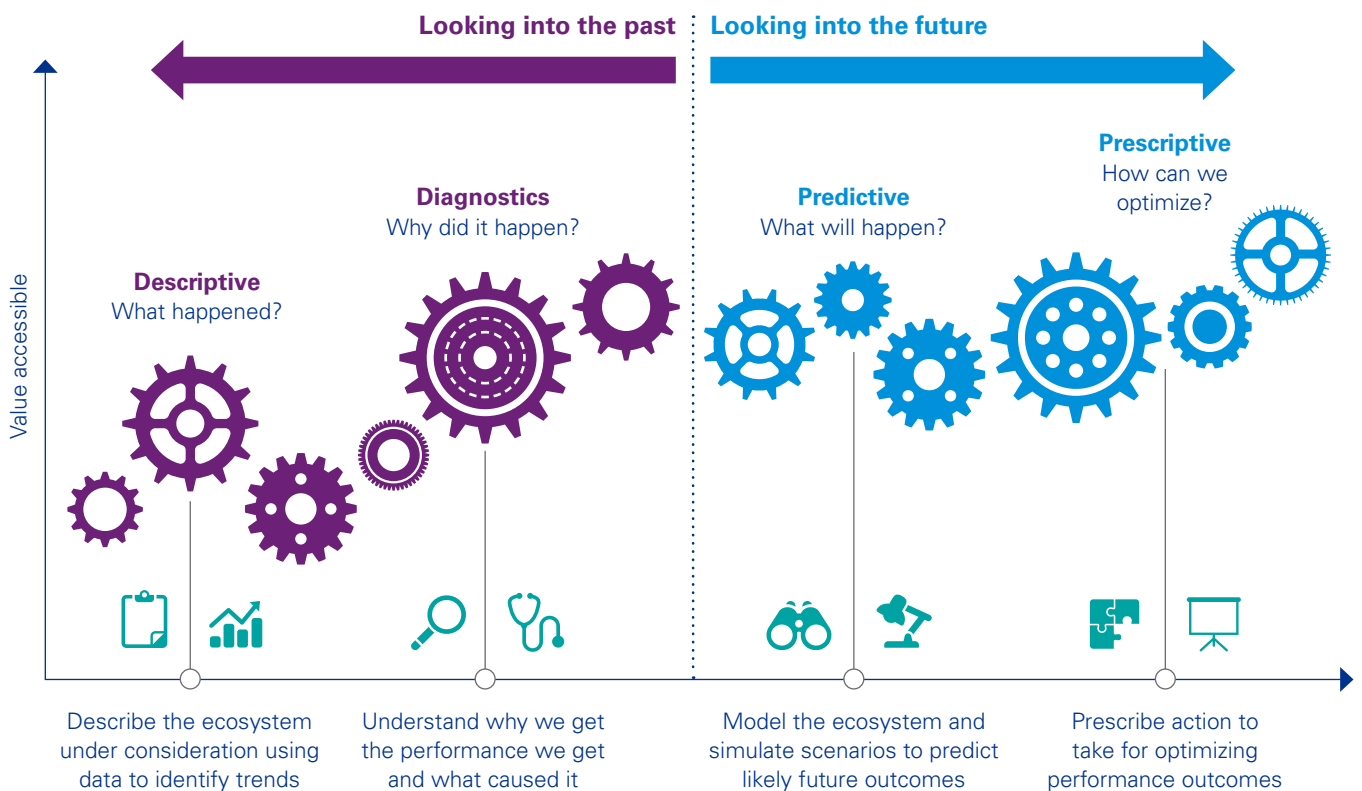 Looking into the past
Looking into the future
Value accessible
Descriptive
What happened?
Diagnostics
Why did it happen?
Predictive
What will happen?
Prescriptive
How can we
optimize?
Describe the ecosystem
under consideration using
data to identify trends
Understand why we get
the performance we get
and what caused it
Model the ecosystem and
simulate scenarios to predict
likely future outcomes
Prescribe action to
take for optimizing
performance outcomes